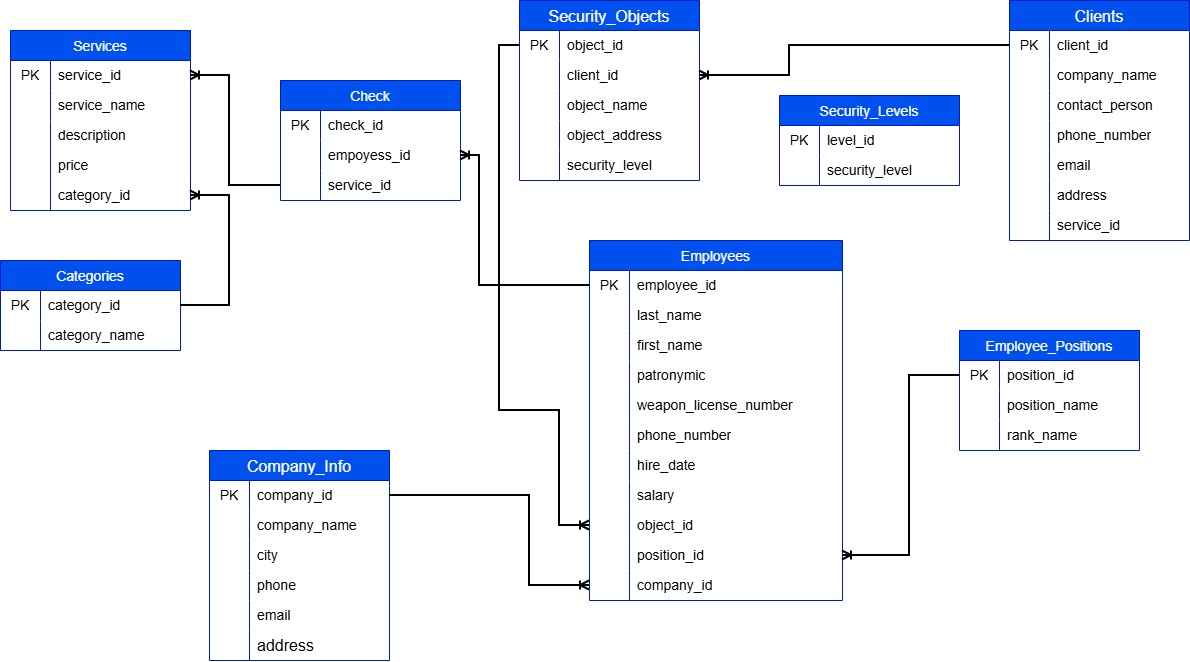 Services
PK service_id
service_name
description
price
category_id
Categories
PK category_id
category_name
Check
PK check_id
empoyess_id
service_id
Security_Objects
PK object_id
client_id
object_name
object_address
security_level
Security_Levels
PK level_id
security_level
Clients
PK client_id
company_name
contact_person
phone_number
email
address
service_id
Employees
PK employee_id
last_name
first_name
patronymic
weapon_license_number
phone_number
hire_date
salary
object_id
position_id
company_id
Employee_Positions
PK position_id
position_name
rank_name
Company_Info
PK company_id
company_name
city
phone
email
address